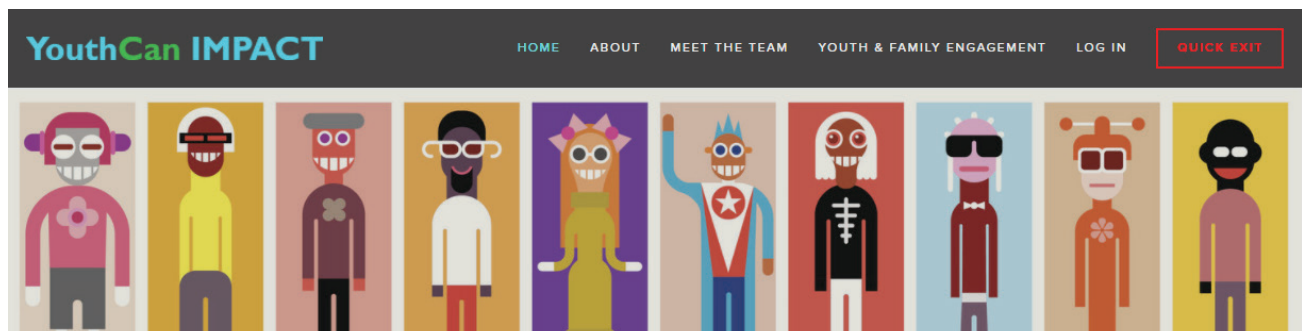 YouthCan IMPACT
HOME ABOUT MEET THE TEAM YOUTH & FAMILY ENGAGEMENT LOG IN QUICK EXIT